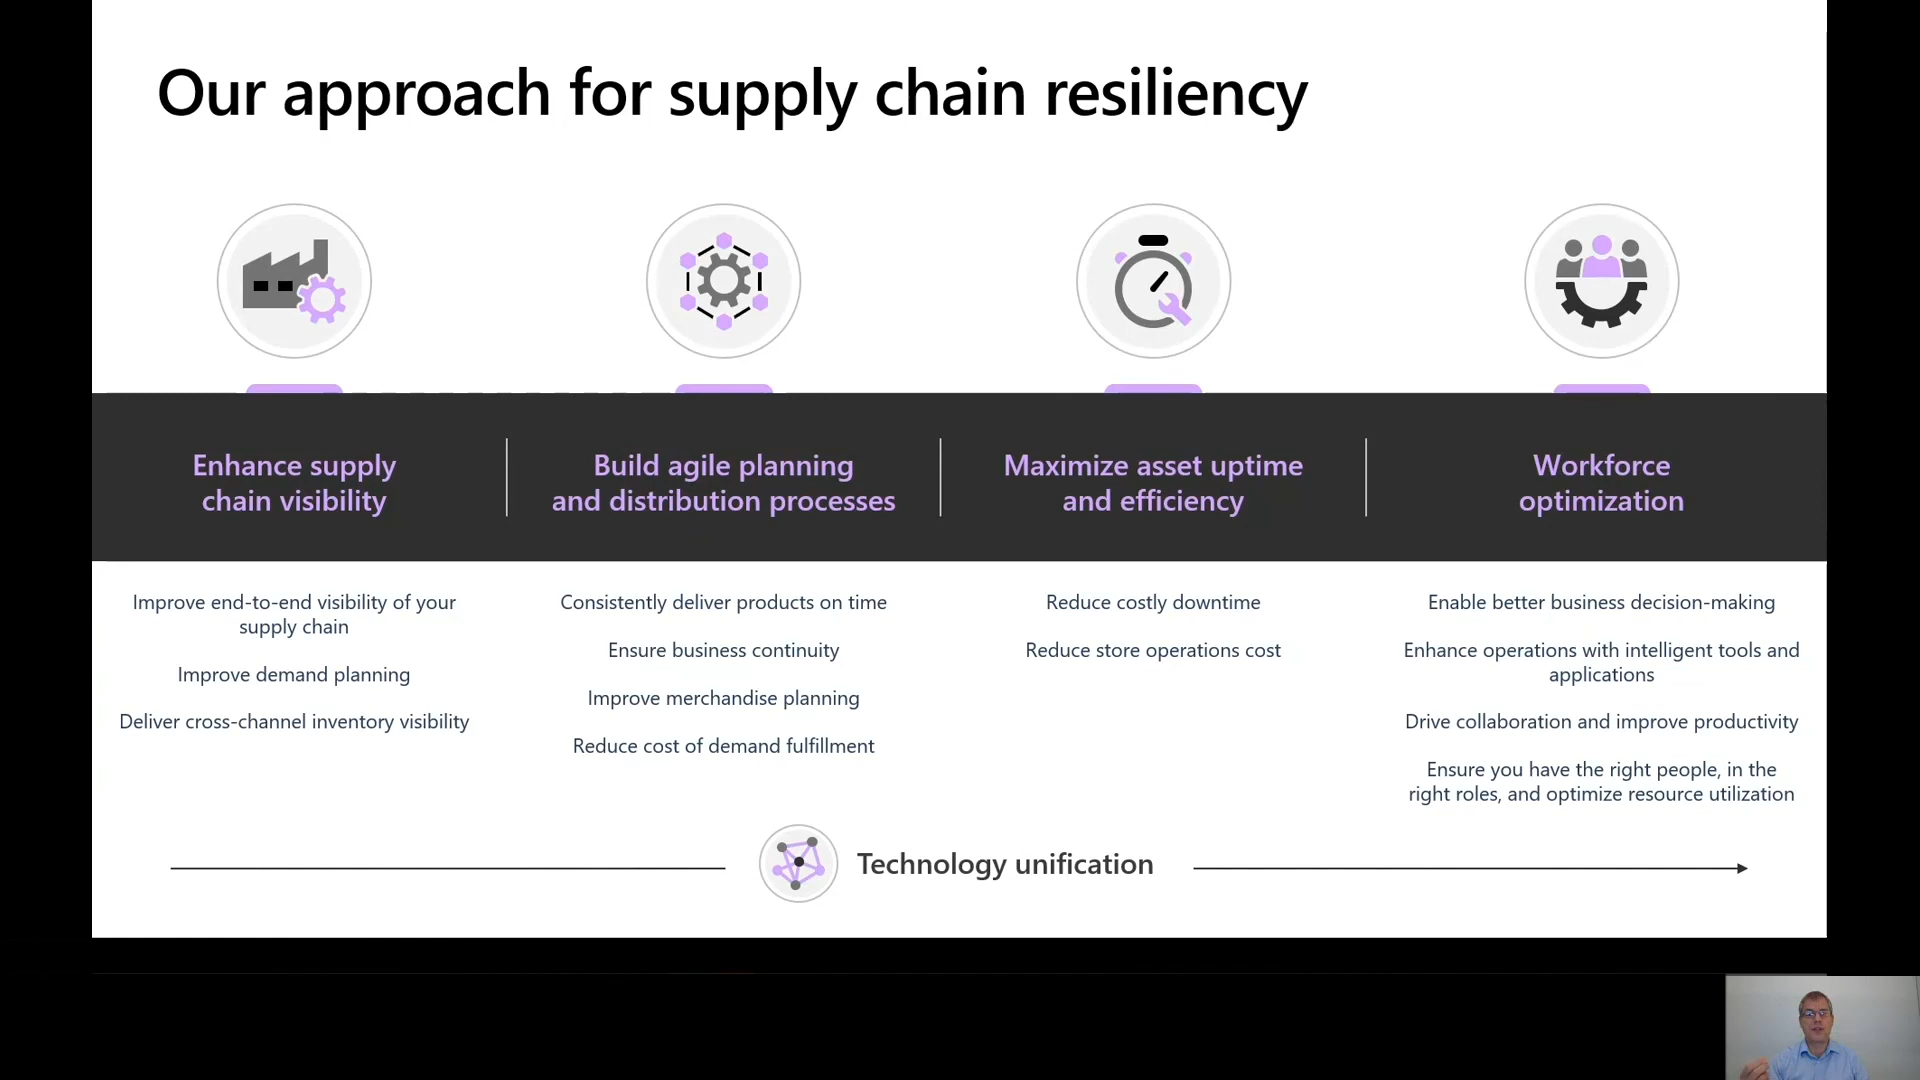 Our approach for supply chain resiliency
Enhance supply
chain visibility
Improve end-to-end visibility of your
supply chain
Improve demand planning
Deliver cross-channel inventory visibility
Build agile planning
and distribution processes
Consistently deliver products on time
Ensure business continuity
Improve merchandise planning
Reduce cost of demand fulfillment
Maximize asset uptime
and efficiency
Reduce costly downtime
Reduce store operations cost
Workforce
optimization
Enable better business decision-making
Enhance operations with intelligent tools and
applications
Drive collaboration and improve productivity
Ensure you have the right people, in the
right roles, and optimize resource utilization
Technology unification